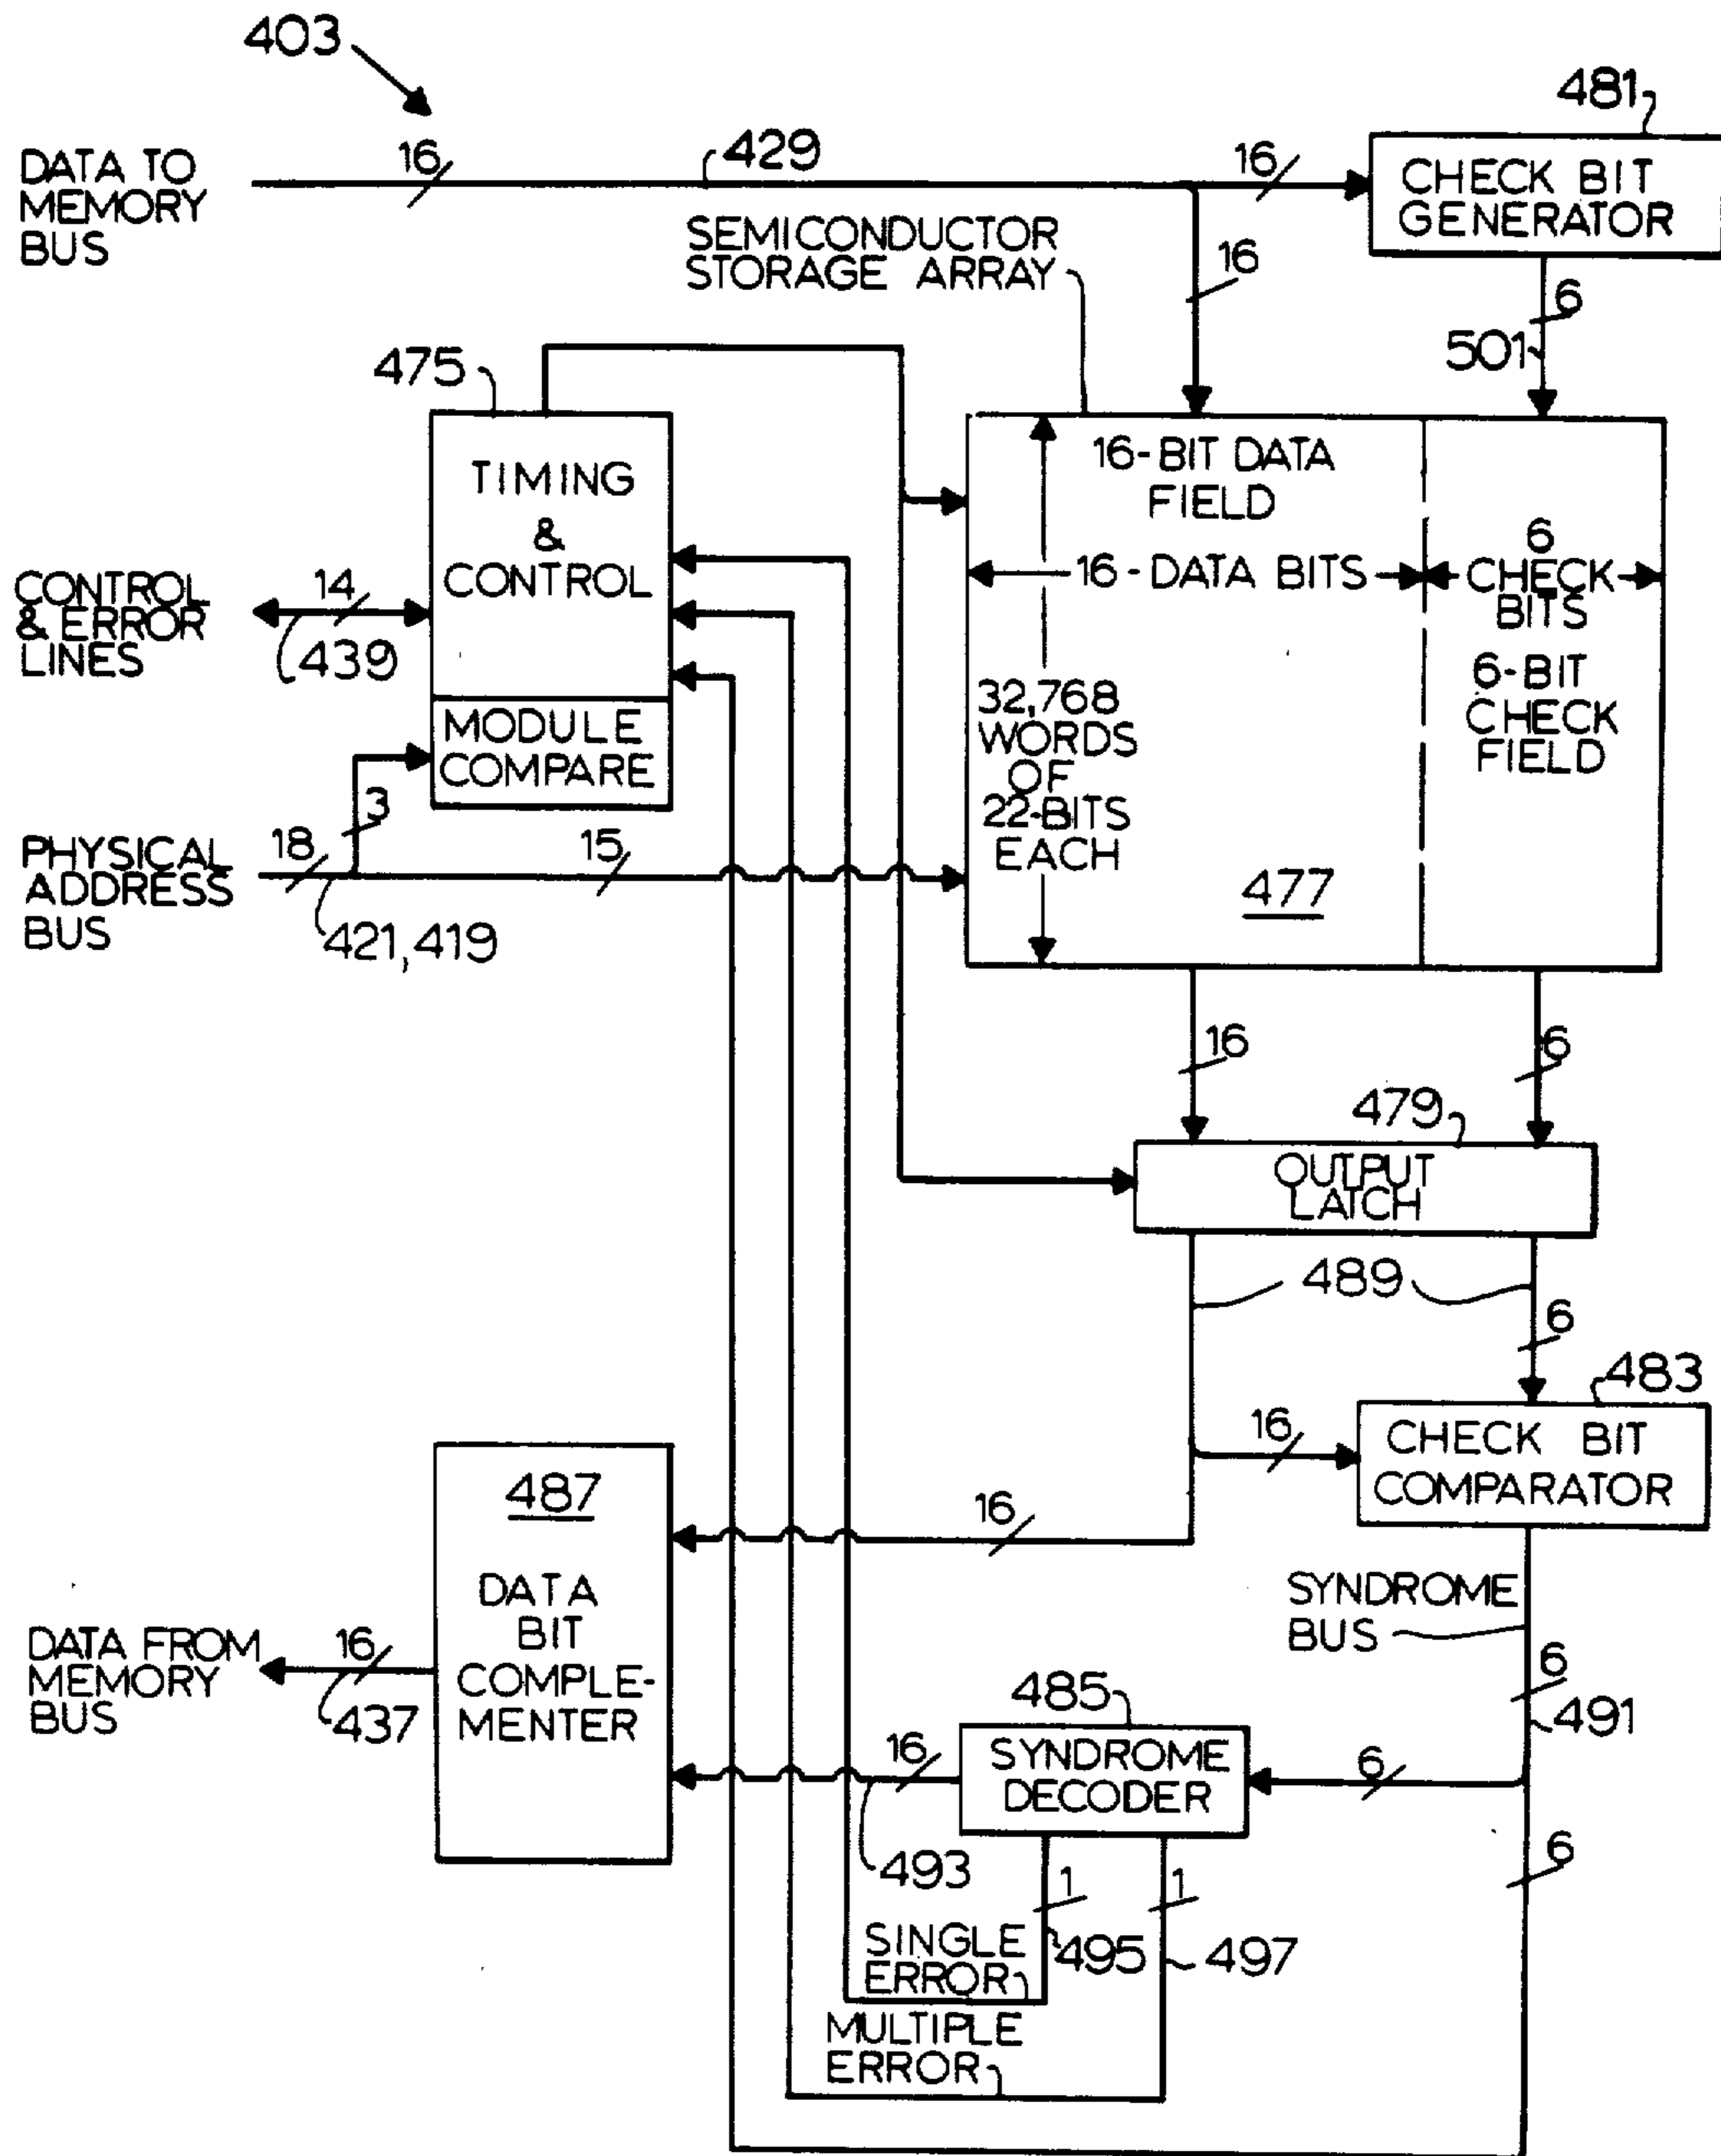 403
481
DATA TO
MEMORY
BUS
16
429
16
CHECK BIT
GENERATOR
SEMICONDUCTOR
STORAGE ARRAY
16
6
501
475
TIMING
&
CONTROL
16-BIT DATA
FIELD
16-DATA BITS
6
CHECK
BITS
CONTROL
& ERROR
LINES
14
439
MODULE
COMPARE
32,768
WORDS
OF
22-BITS
EACH
6-BIT
CHECK
FIELD
3
PHYSICAL
ADDRESS
BUS
18
15
421,419
477
16
6
479
OUTPUT
LATCH
489
6
483
16
CHECK BIT
COMPARATOR
487
16
DATA
BIT
COMPLE-
MENTER
SYNDROME
BUS
DATA FROM
MEMORY
BUS
16
437
6
491
485
16
SYNDROME
DECODER
6
493
6
1
1
SINGLE
ERROR
495
497
MULTIPLE
ERROR